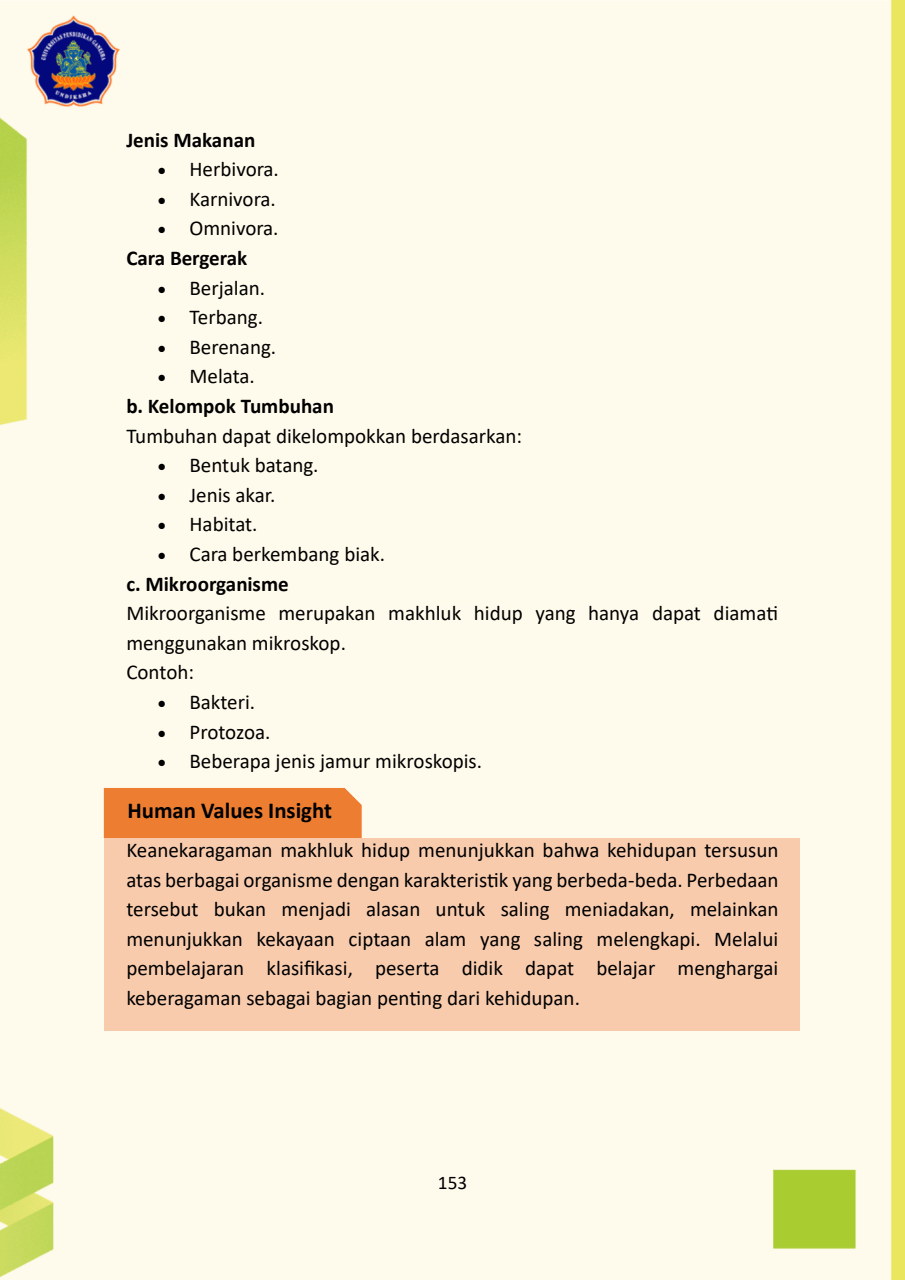 UNIVERSITAS PENDIDIKAN GANESHA
UNDIKSHA
Jenis Makanan
• Herbivora.
• Karnivora.
• Omnivora.
Cara Bergerak
• Berjalan.
• Terbang.
• Berenang.
• Melata.
b. Kelompok Tumbuhan
Tumbuhan dapat dikelompokkan berdasarkan:
• Bentuk batang.
• Jenis akar.
• Habitat.
• Cara berkembang biak.
c. Mikroorganisme
Mikroorganisme merupakan makhluk hidup yang hanya dapat diamati
menggunakan mikroskop.
Contoh:
• Bakteri.
• Protozoa.
• Beberapa jenis jamur mikroskopis.
Human Values Insight
Keanekaragaman makhluk hidup menunjukkan bahwa kehidupan tersusun
atas berbagai organisme dengan karakteristik yang berbeda-beda. Perbedaan
tersebut bukan menjadi alasan untuk saling meniadakan, melainkan
menunjukkan kekayaan ciptaan alam yang saling melengkapi. Melalui
pembelajaran klasifikasi, peserta didik dapat belajar menghargai
keberagaman sebagai bagian penting dari kehidupan.
153